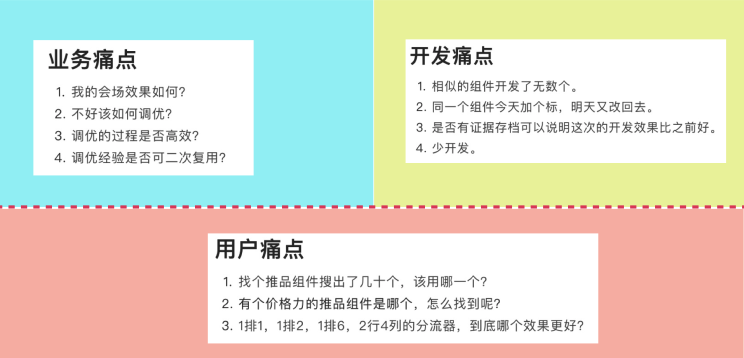 业务痛点
1. 我的会场效果如何?
2. 不好该如何调优?
3. 调优的过程是否高效?
4. 调优经验是否可二次复用?
开发痛点
1. 相似的组件开发了无数个。
2. 同一个组件今天加个标，明天又改回去。
3. 是否有证据存档可以说明这次的开发效果比之前好。
4. 少开发。
用户痛点
1. 找个推品组件搜出了几十个，该用哪一个?
2. 有个价格力的推品组件是哪个，怎么找到呢?
3. 1排1，1排2，1排6，2行4列的分流器，到底哪个效果更好?